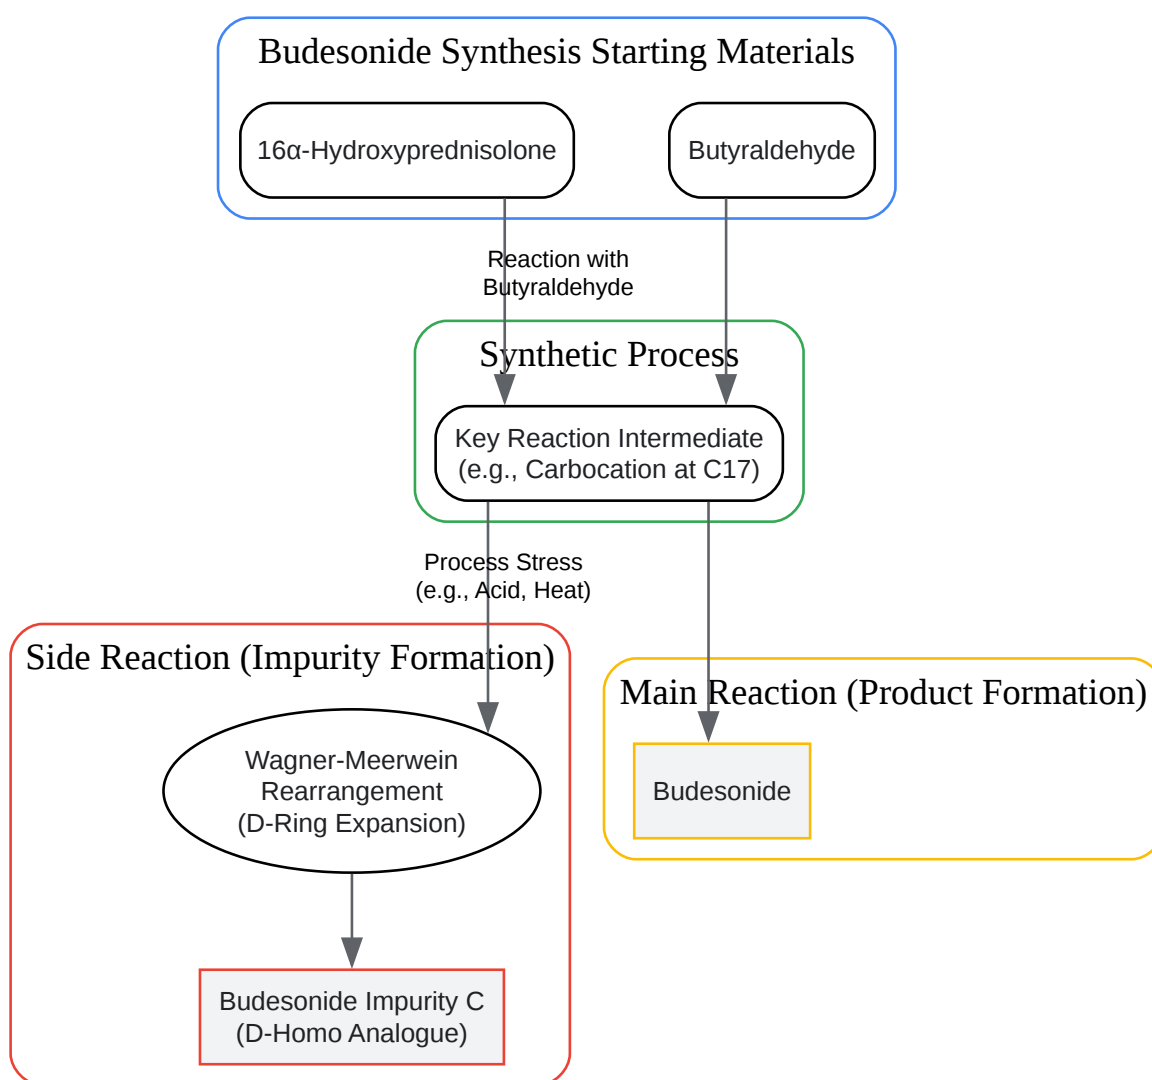 Budesonide Synthesis Starting Materials
16α-Hydroxyprednisolone
Butyraldehyde
Reaction with
Butyraldehyde
Synthetic Process
Key Reaction Intermediate
(e.g., Carbocation at C17)
Process Stress
(e.g., Acid, Heat)
Side Reaction (Impurity Formation)
Main Reaction (Product Formation)
Wagner-Meerwein
Rearrangement
(D-Ring Expansion)
Budesonide
Budesonide Impurity C
(D-Homo Analogue)